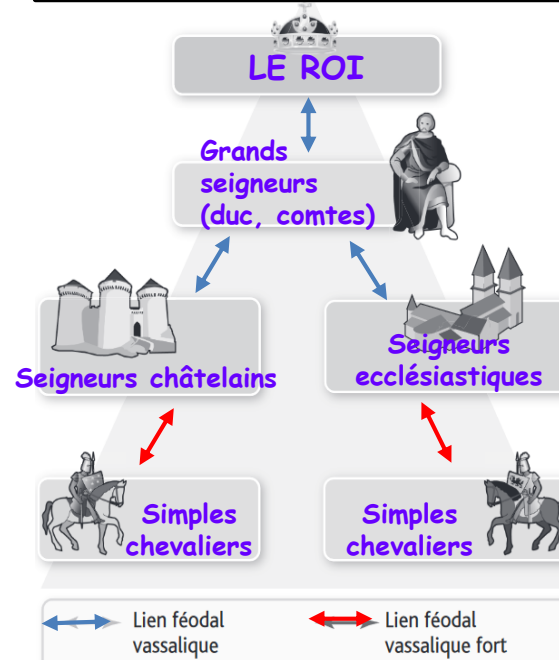 LE ROI
Grands
seigneurs
(duc, comtes)
Seigneurs châtelains
Seigneurs
ecclésiastiques
Simples
chevaliers
Simples
chevaliers
Lien féodal
vassalique
Lien féodal
vassalique fort